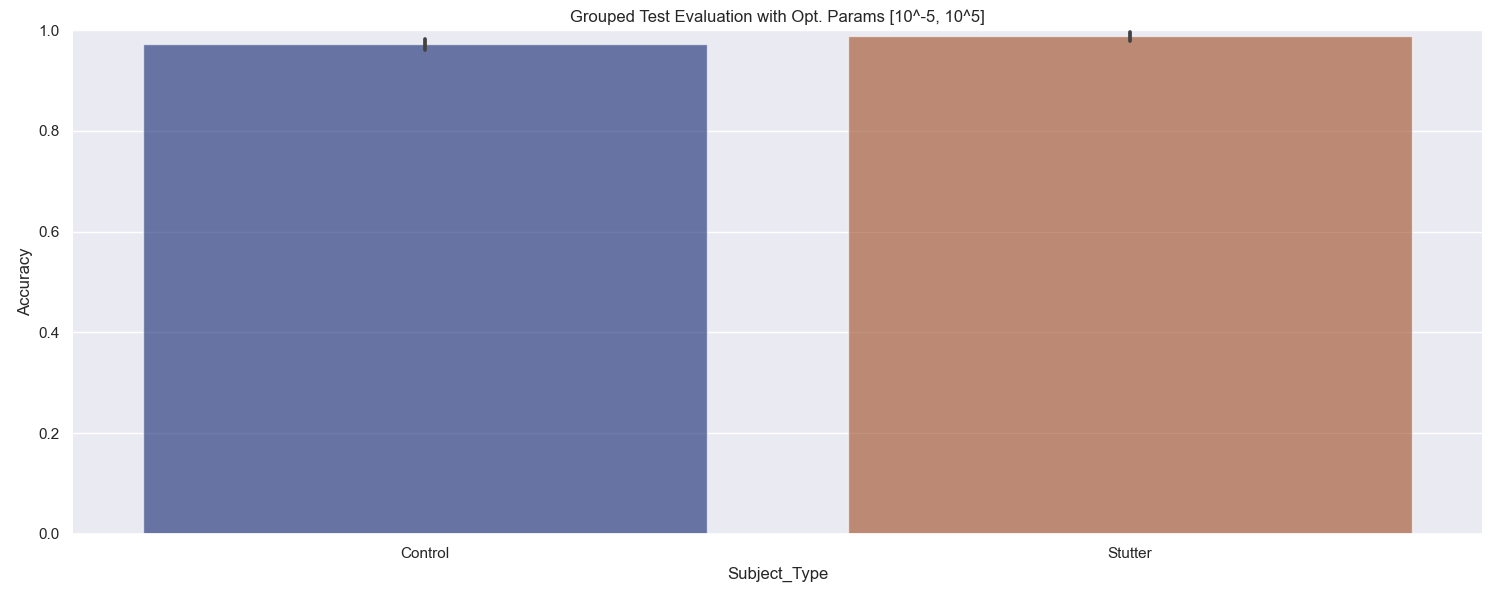 Grouped Test Evaluation with Opt. Params [10^-5, 10^5]
1.0
0.8
0.6
0.4
0.2
0.0
Accuracy
Control
Stutter
Subject_Type